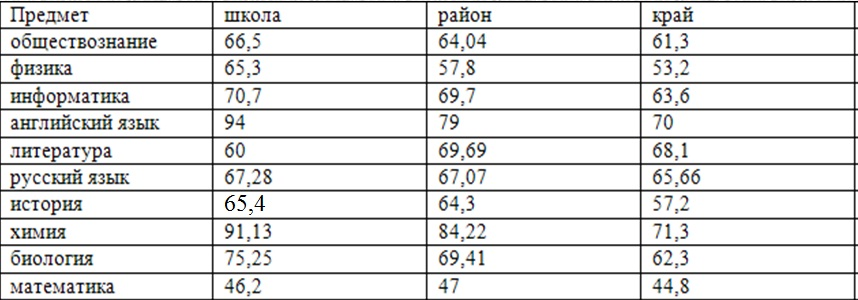 Предмет школа район край
обществознание 66,5 64,04 61,3
физика 65,3 57,8 53,2
информатика 70,7 69,7 63,6
английский язык 94 79 70
литература 60 69,69 68,1
русский язык 67,28 67,07 65,66
история 65,4 64,3 57,2
химия 91,13 84,22 71,3
биология 75,25 69,41 62,3
математика 46,2 47 44,8